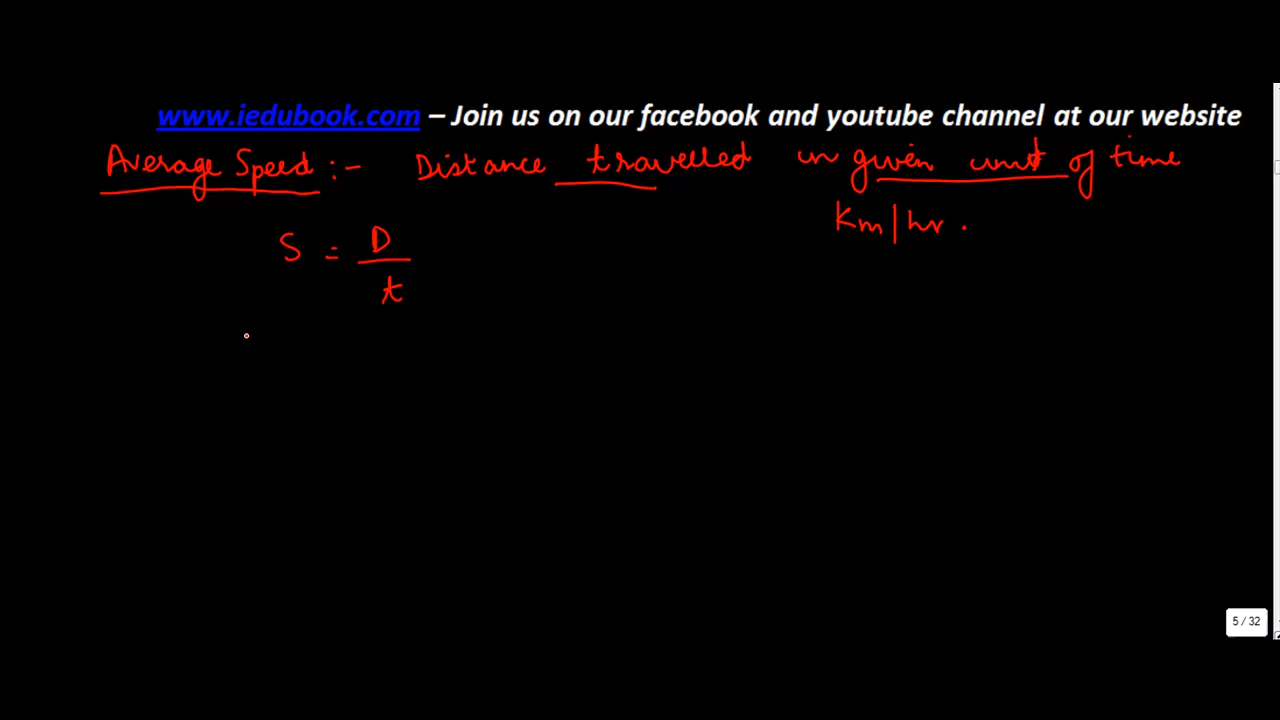 www.iedubook.com – Join us on our facebook and youtube channel at our website
Average Speed :- Distance travelled in given unit of time
Km/hr.
S = D/t
5 / 32